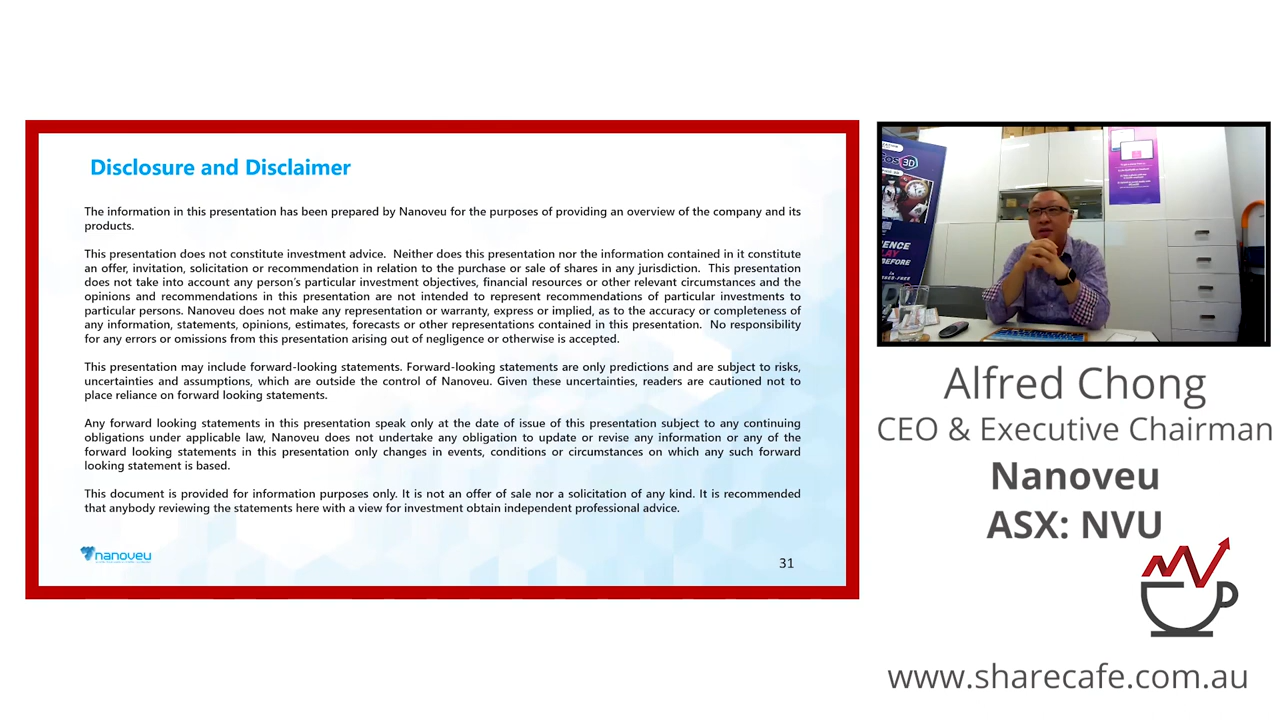 Disclosure and Disclaimer
The information in this presentation has been prepared by Nanoveu for the purposes of providing an overview of the company and its
products.
This presentation does not constitute investment advice. Neither does this presentation nor the information contained in it constitute
an offer, invitation, solicitation or recommendation in relation to the purchase or sale of shares in any jurisdiction. This presentation
does not take into account any person's particular investment objectives, financial resources or other relevant circumstances and the
opinions and recommendations in this presentation are not intended to represent recommendations of particular investments to
particular persons. Nanoveu does not make any representation or warranty, express or implied, as to the accuracy or completeness of
any information, statements, opinions, estimates, forecasts or other representations contained in this presentation. No responsibility
for any errors or omissions from this presentation arising out of negligence or otherwise is accepted.
This presentation may include forward-looking statements. Forward-looking statements are only predictions and are subject to risks,
uncertainties and assumptions, which are outside the control of Nanoveu. Given these uncertainties, readers are cautioned not to
place reliance on forward looking statements.
Any forward looking statements in this presentation speak only at the date of issue of this presentation subject to any continuing
obligations under applicable law, Nanoveu does not undertake any obligation to update or revise any information or any of the
forward looking statements in this presentation only changes in events, conditions or circumstances on which any such forward
looking statement is based.
This document is provided for information purposes only. It is not an offer of sale nor a solicitation of any kind. It is recommended
that anybody reviewing the statements here with a view for investment obtain independent professional advice.
nanoveu
31
3D
ENCE
LAY
BEFORE
Alfred Chong
CEO & Executive Chairman
Nanoveu
ASX: NVU
www.sharecafe.com.au